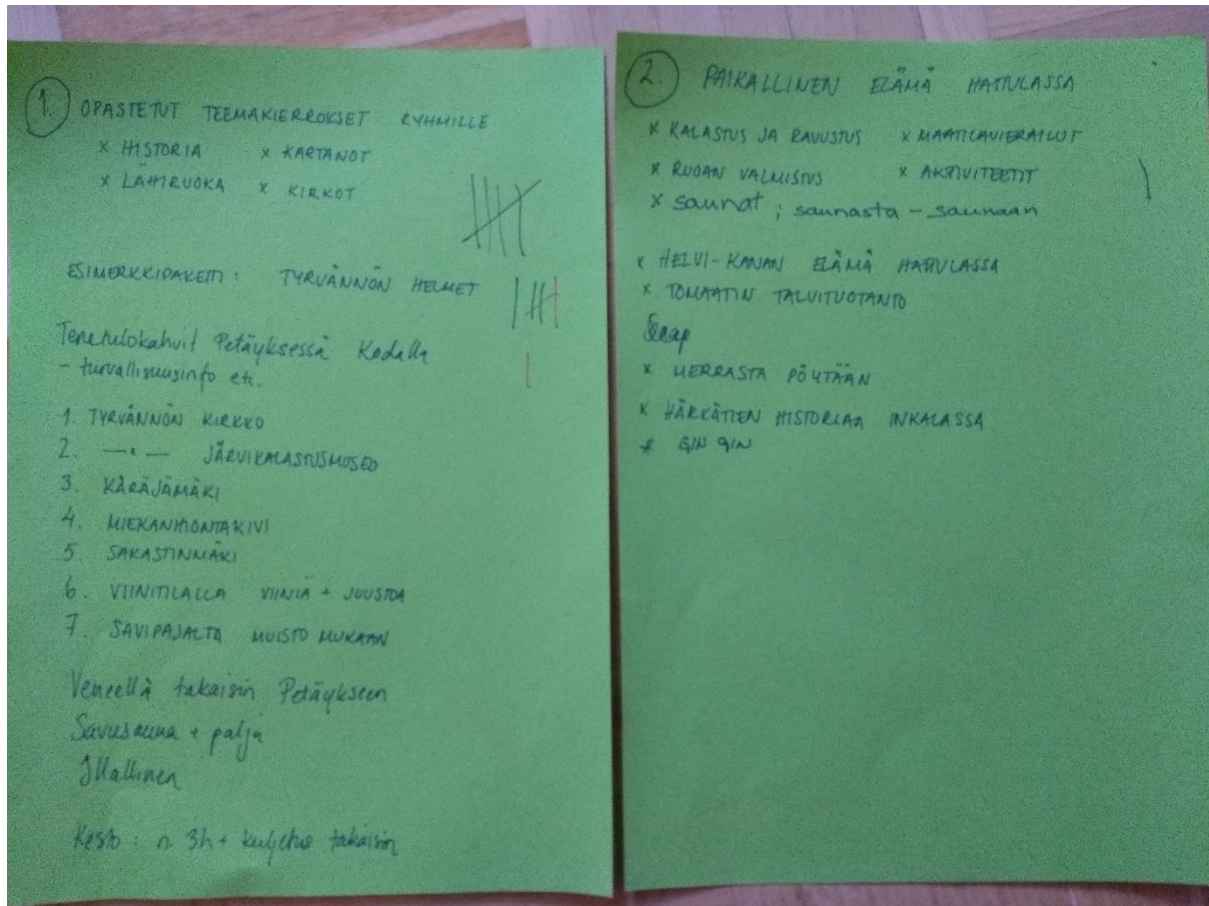 1. OPASTETUT TEEMAKIERROKSET RYHMILLE
x HISTORIA x KARTANOT
x LÄHIRUOKA x KIRKOT
ESIMERKKIPAKETTI : TYRVÄNNÖN HELMET
Tervetulokahvit Petäyksessä Kodalla
- turvallisuusinfo etc.
1. TYRVÄNNÖN KIRKKO
2. —"— JÄRVIKALASTUSMUSEO
3. KÄRÄJÄMÄKI
4. MIEKANHIONTAKIVI
5. SAKASTINMÄKI
6. VIINITILALLA VIINIÄ + JUUSTOA
7. SAVIPAJALTA MUISTO MUKAAN
Veneellä takaisin Petäykseen
Savusauna + palju
Illallinen
Kesto : n 3h + kuljetus takaisin
2. PAIKALLINEN ELÄMÄ HATTULASSA
x KALASTUS JA RAVUSTUS x MAATILAVIERAILUT
x RUOAN VALMISTUS x AKTIVITEETIT
x saunat ; saunasta - saunaan
x HELVI-KANAN ELÄMÄ HATTULASSA
x TOMAATIN TALVITUOTANTO
x MERRASTA PÖYTÄÄN
x HÄRKÄTIEN HISTORIAA INKALASSA
x GIN GIN